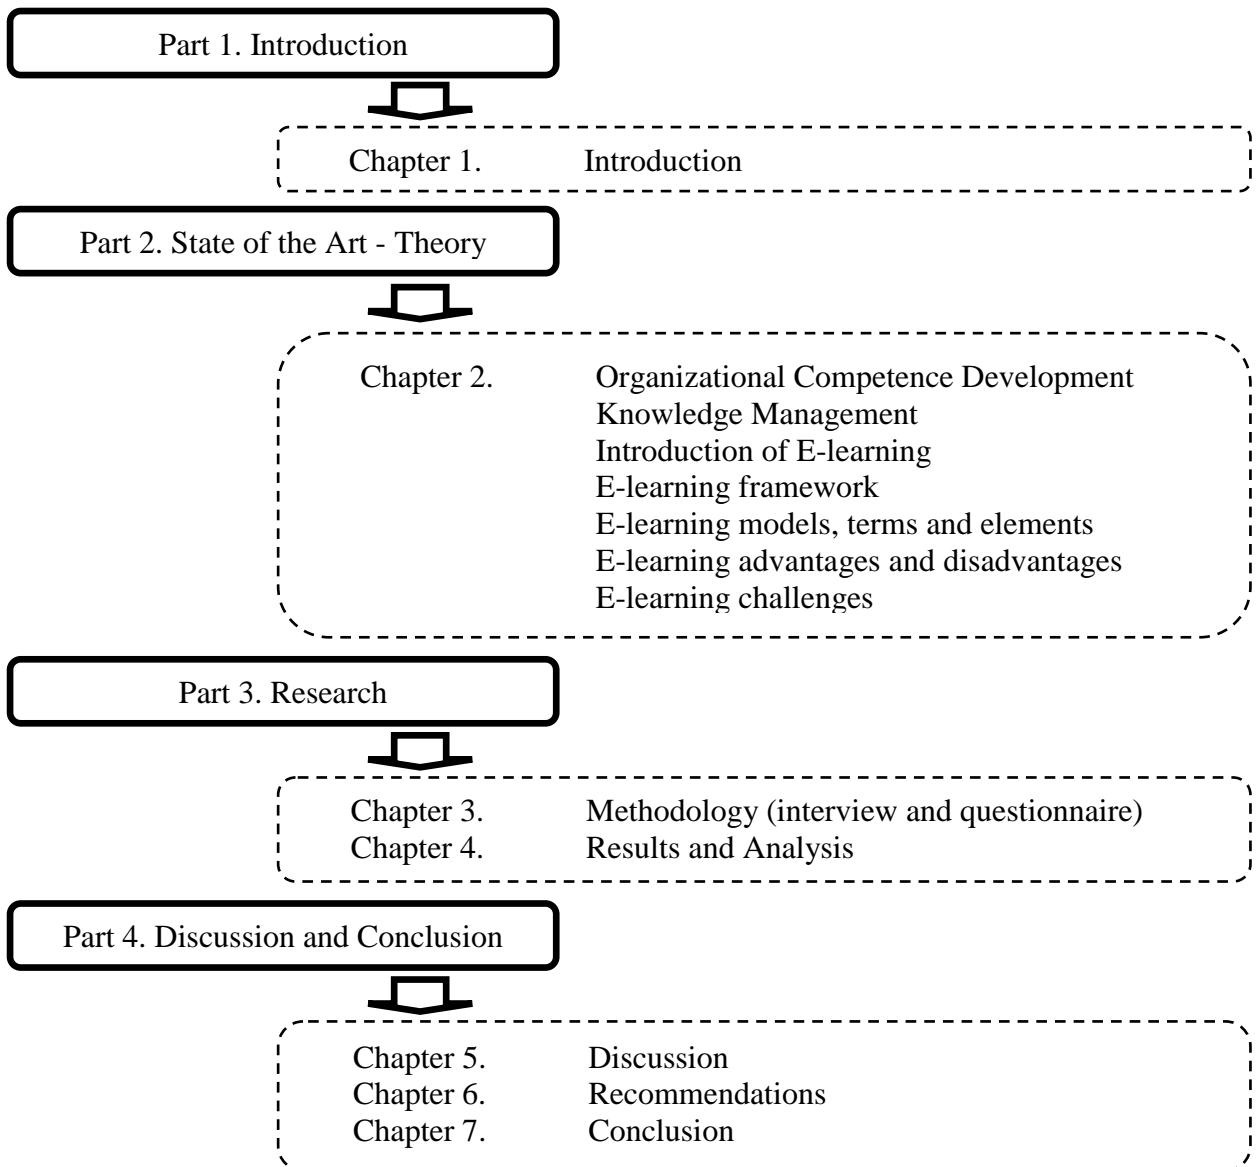 Part 1. Introduction
Chapter 1. Introduction
Part 2. State of the Art - Theory
Chapter 2. Organizational Competence Development
Knowledge Management
Introduction of E-learning
E-learning framework
E-learning models, terms and elements
E-learning advantages and disadvantages
E-learning challenges
Part 3. Research
Chapter 3. Methodology (interview and questionnaire)
Chapter 4. Results and Analysis
Part 4. Discussion and Conclusion
Chapter 5. Discussion
Chapter 6. Recommendations
Chapter 7. Conclusion